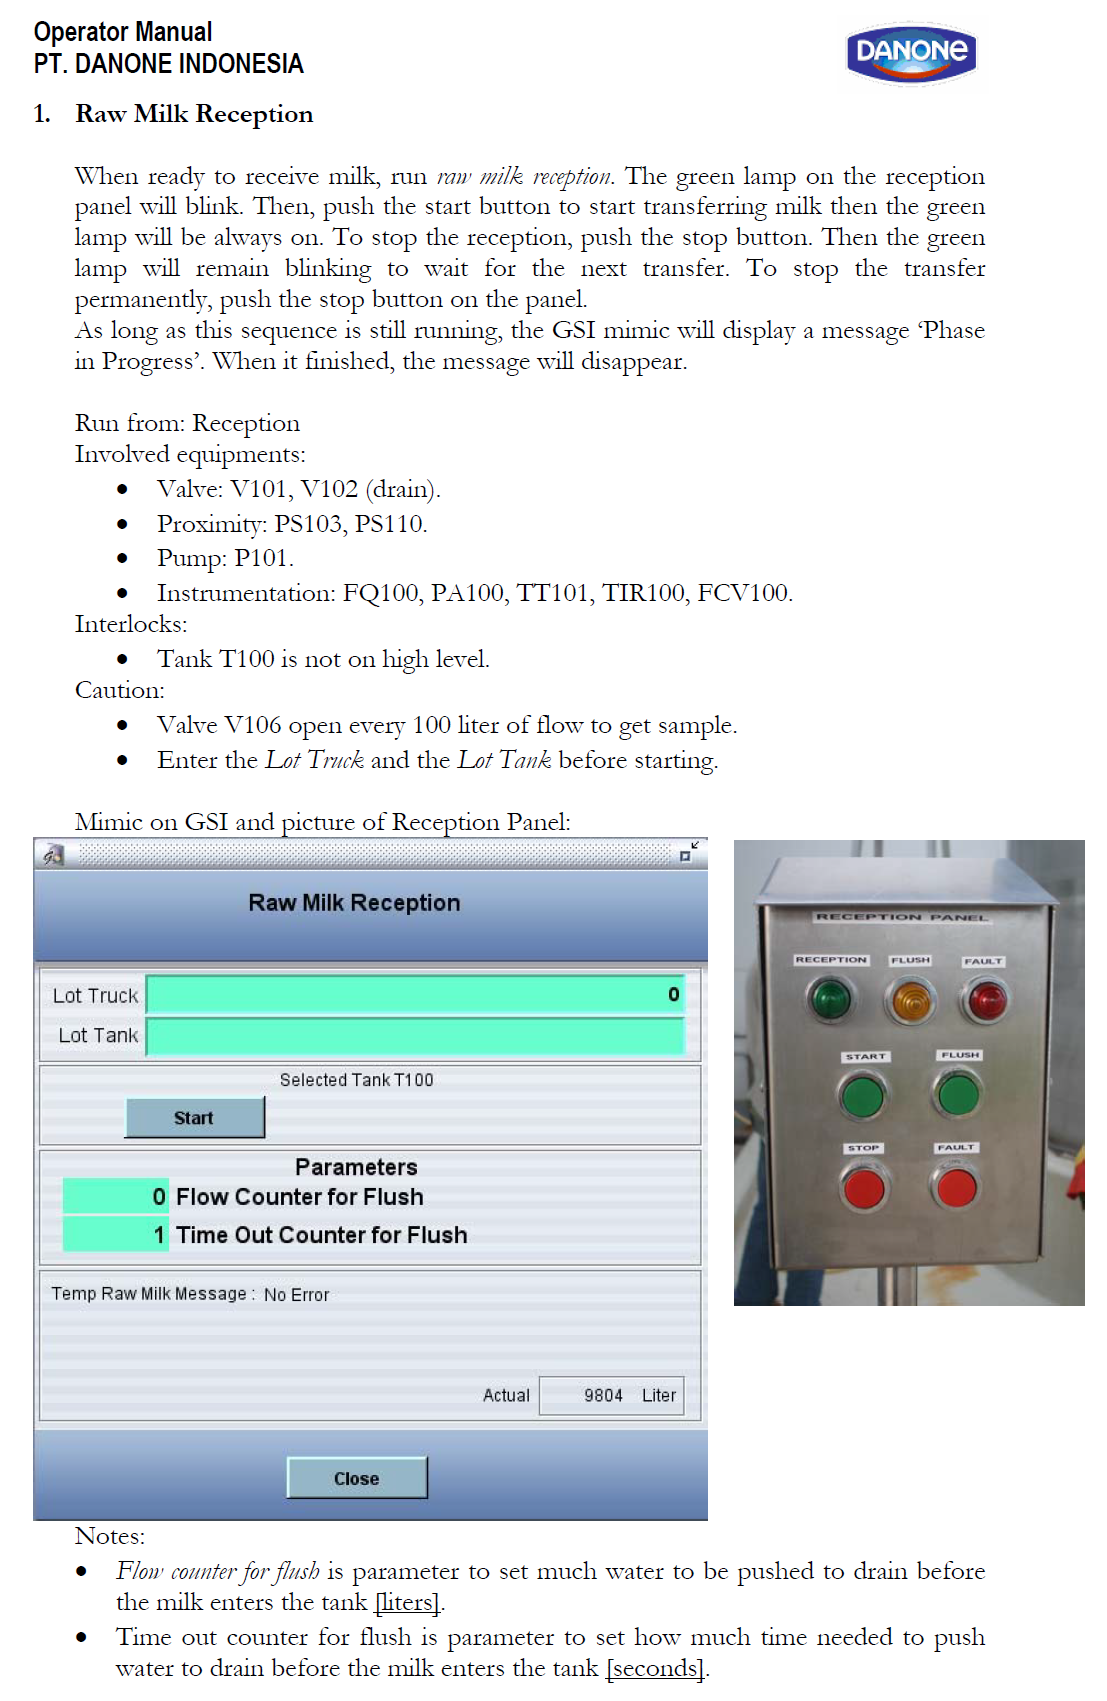 Operator Manual
PT. DANONE INDONESIA
DANONE
1. Raw Milk Reception
When ready to receive milk, run raw milk reception. The green lamp on the reception
panel will blink. Then, push the start button to start transferring milk then the green
lamp will be always on. To stop the reception, push the stop button. Then the green
lamp will remain blinking to wait for the next transfer. To stop the transfer
permanently, push the stop button on the panel.
As long as this sequence is still running, the GSI mimic will display a message ‘Phase
in Progress’. When it finished, the message will disappear.
Run from: Reception
Involved equipments:
• Valve: V101, V102 (drain).
• Proximity: PS103, PS110.
• Pump: P101.
• Instrumentation: FQ100, PA100, TT101, TIR100, FCV100.
Interlocks:
• Tank T100 is not on high level.
Caution:
• Valve V106 open every 100 liter of flow to get sample.
• Enter the Lot Truck and the Lot Tank before starting.
Mimic on GSI and picture of Reception Panel:
Raw Milk Reception
Lot Truck 0
Lot Tank
Selected Tank T100
Start
Parameters
0 Flow Counter for Flush
1 Time Out Counter for Flush
Temp Raw Milk Message : No Error
Actual 9804 Liter
Close
RECEPTION PANEL
RECEPTION FLUSH FAULT
START FLUSH
STOP FAULT
Notes:
• Flow counter for flush is parameter to set much water to be pushed to drain before
the milk enters the tank [liters].
• Time out counter for flush is parameter to set how much time needed to push
water to drain before the milk enters the tank [seconds].